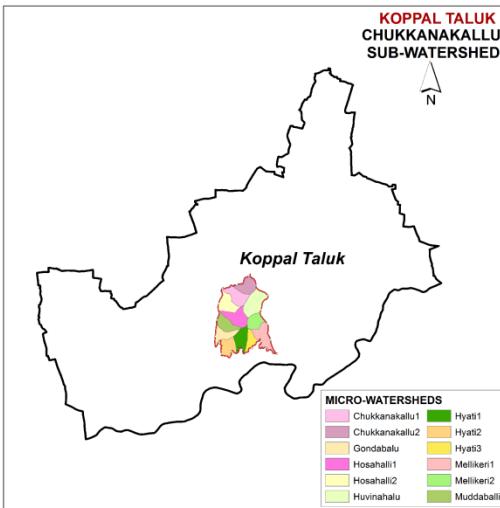 KOPPAL TALUK
CHUKKANAKALLU
SUB-WATERSHED
N
Koppal Taluk
MICRO-WATERSHEDS
Chukkanakallu1
Chukkanakallu2
Gondabalu
Hosahalli1
Hosahalli2
Huvinahalu
Hyati1
Hyati2
Hyati3
Mellikeri1
Mellikeri2
Muddaballi